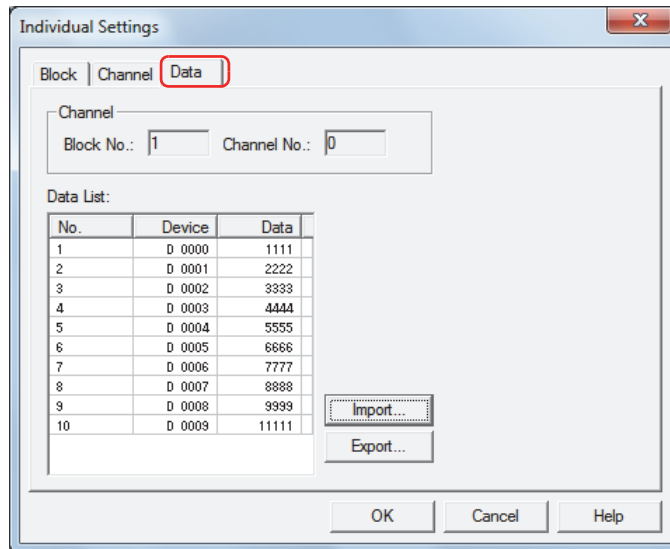 Individual Settings
Block Channel Data
Channel
Block No.: 1 Channel No.: 0
Data List:
No. Device Data
1 D 0000 1111
2 D 0001 2222
3 D 0002 3333
4 D 0003 4444
5 D 0004 5555
6 D 0005 6666
7 D 0006 7777
8 D 0007 8888
9 D 0008 9999
10 D 0009 11111
Import...
Export...
OK Cancel Help